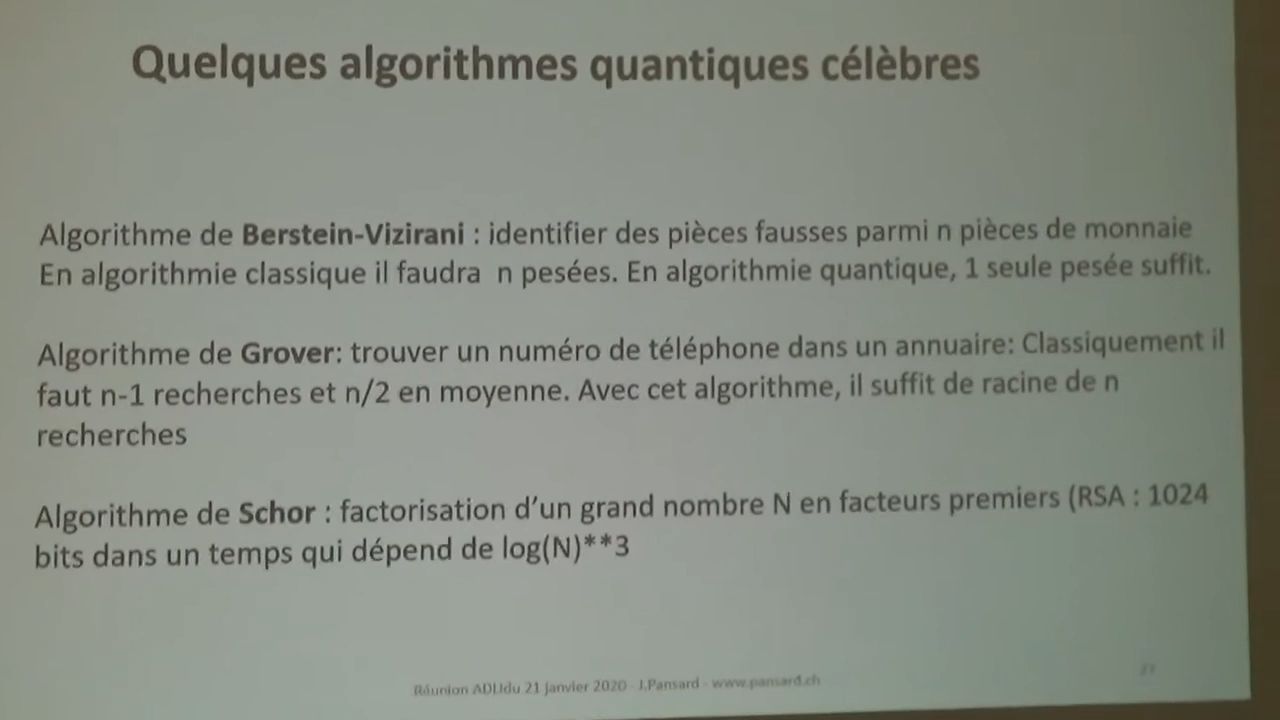 Quelques algorithmes quantiques célèbres
Algorithme de Berstein-Vizirani : identifier des pièces fausses parmi n pièces de monnaie
En algorithmie classique il faudra n pesées. En algorithmie quantique, 1 seule pesée suffit.
Algorithme de Grover: trouver un numéro de téléphone dans un annuaire: Classiquement il
faut n-1 recherches et n/2 en moyenne. Avec cet algorithme, il suffit de racine de n
recherches
Algorithme de Schor : factorisation d'un grand nombre N en facteurs premiers (RSA : 1024
bits dans un temps qui dépend de log(N)**3
Réunion ADLIdu 21 janvier 2020 - J.Pansard - www.pansard.ch